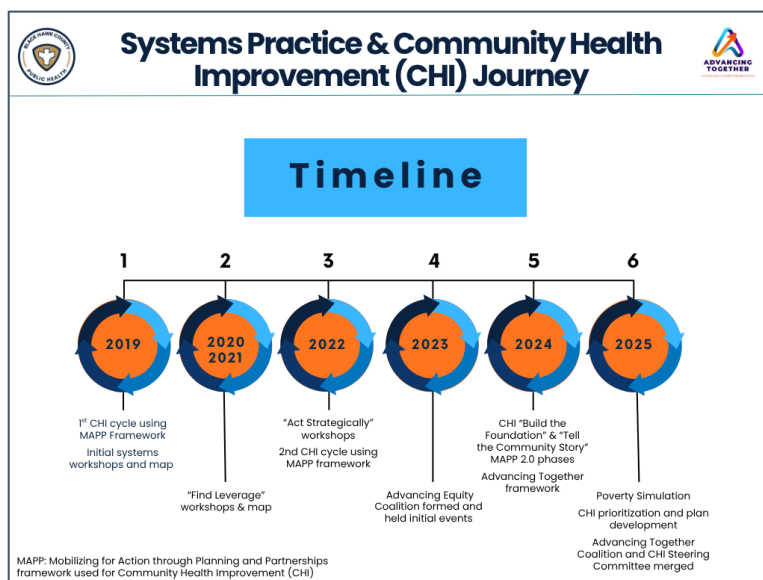 BLACK HAWK COUNTY
PUBLIC HEALTH
Systems Practice & Community Health
Improvement (CHI) Journey
ADVANCING
TOGETHER
Timeline
1
2
3
4
5
6
2019
2020
2021
2022
2023
2024
2025
1st CHI cycle using
MAPP Framework
Initial systems
workshops and map
"Find Leverage"
workshops & map
"Act Strategically"
workshops
2nd CHI cycle using
MAPP framework
Advancing Equity
Coalition formed and
held initial events
CHI "Build the
Foundation" & "Tell
the Community Story"
MAPP 2.0 phases
Advancing Together
framework
Poverty Simulation
CHI prioritization and plan
development
Advancing Together
Coalition and CHI Steering
Committee merged
MAPP: Mobilizing for Action through Planning and Partnerships
framework used for Community Health Improvement (CHI)